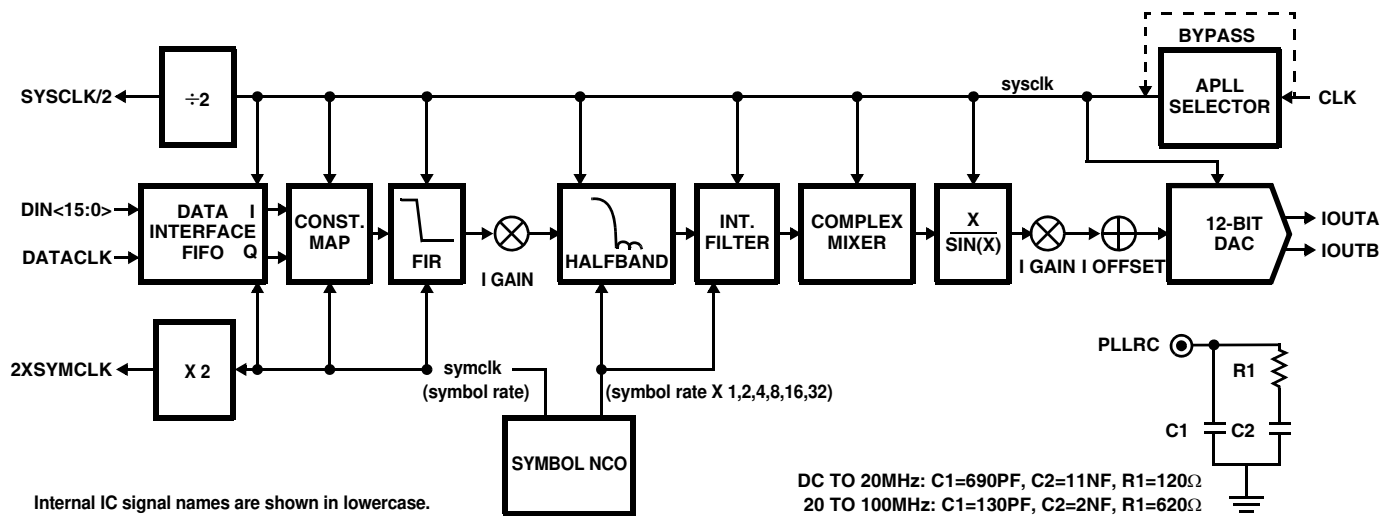 BYPASS
SYSCLK/2
÷2
sysclk
APLL
SELECTOR
CLK
DIN<15:0>
DATACLK
DATA
INTERFACE
FIFO
I
Q
CONST.
MAP
FIR
I GAIN
HALFBAND
INT.
FILTER
COMPLEX
MIXER
X
SIN(X)
I GAIN
I OFFSET
12-BIT
DAC
IOUTA
IOUTB
2XSYMCLK
X 2
symclk
(symbol rate)
(symbol rate X 1,2,4,8,16,32)
SYMBOL NCO
PLLRC
R1
C1
C2
DC TO 20MHz: C1=690PF, C2=11NF, R1=120Ω
20 TO 100MHz: C1=130PF, C2=2NF, R1=620Ω
Internal IC signal names are shown in lowercase.